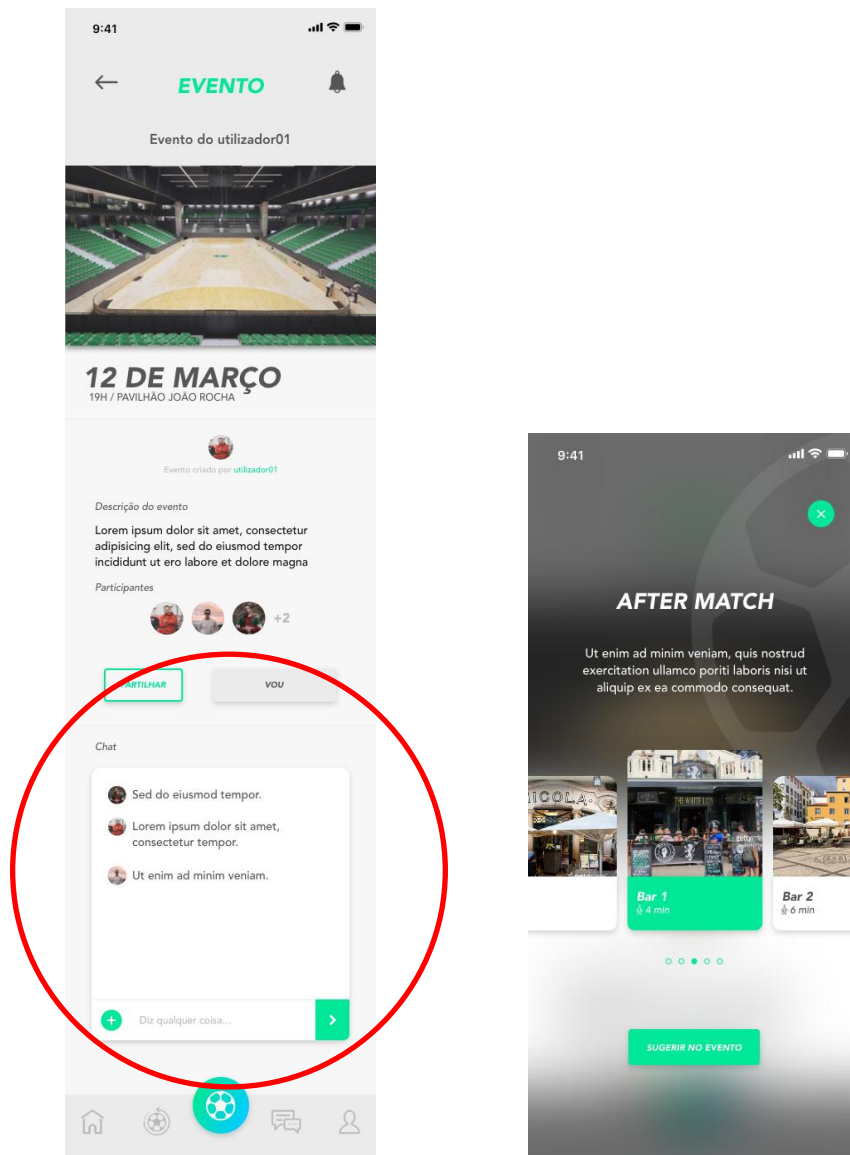 9:41
EVENTO
Evento do utilizador01
12 DE MARÇO
19H / PAVILHÃO JOÃO ROCHA
Evento criado por utilizador01
Descrição do evento
Lorem ipsum dolor sit amet, consectetur
adipisicing elit, sed do eiusmod tempor
incididunt ut ero labore et dolore magna
Participantes
+2
PARTILHAR
VOU
Chat
Sed do eiusmod tempor.
Lorem ipsum dolor sit amet,
consectetur tempor.
Ut enim ad minim veniam.
Diz qualquer coisa...
9:41
AFTER MATCH
Ut enim ad minim veniam, quis nostrud
exercitation ullamco poriti laboris nisi ut
aliquip ex ea commodo consequat.
NICOLA
THE WHITE LION
Bar 1
4 min
Bar 2
6 min
SUGERIR NO EVENTO